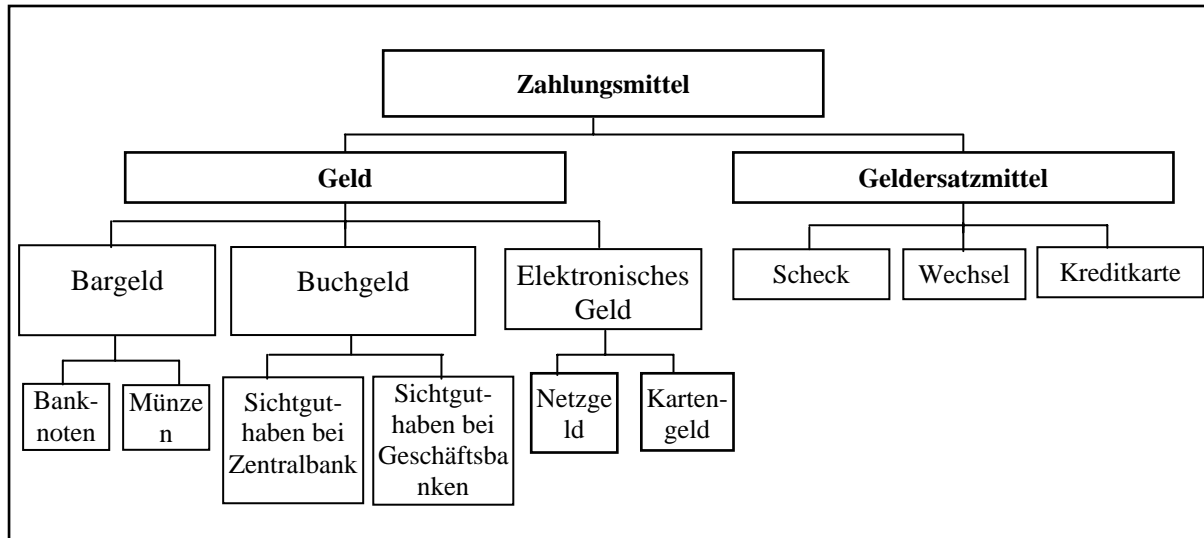 Zahlungsmittel
Geld
Geldersatzmittel
Bargeld
Buchgeld
Elektronisches
Geld
Scheck
Wechsel
Kreditkarte
Bank-
noten
Münze
n
Sichtgut-
haben bei
Zentralbank
Sichtgut-
haben bei
Geschäftsba
nken
Netzge
ld
Karten-
geld